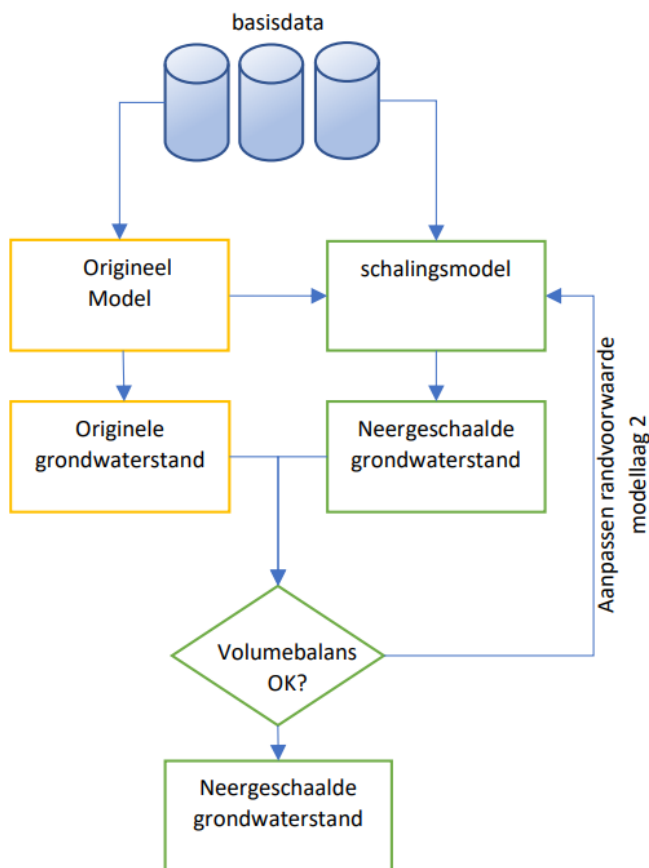 basisdata
Origineel
Model
schalingsmodel
Originele
grondwaterstand
Neergeschaalde
grondwaterstand
Aanpassen randvoorwaarde
modellaag 2
Volumebalans
OK?
Neergeschaalde
grondwaterstand